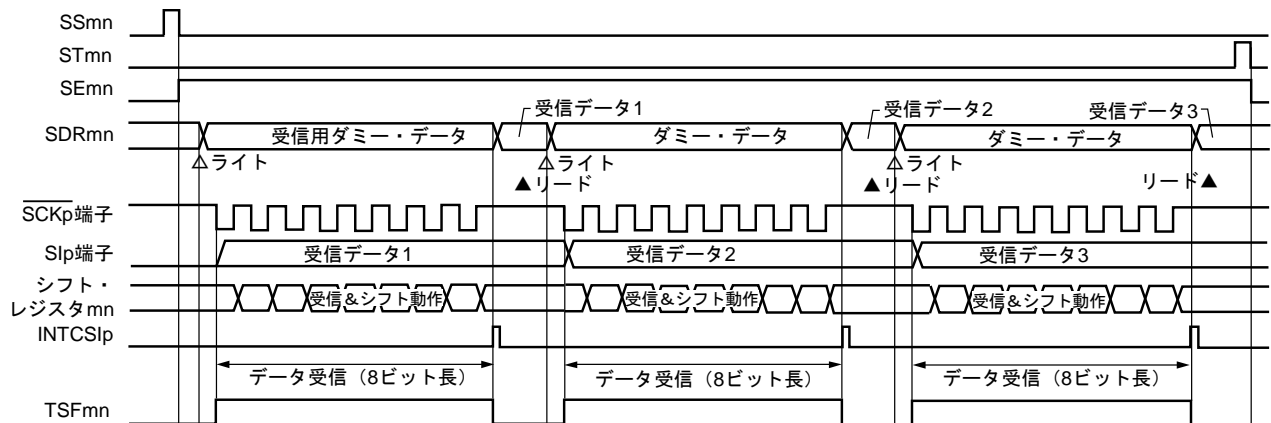 SSmn
STmn
SEmn
受信データ1
受信データ2
受信データ3
SDRmn
受信用ダミー・データ
ダミー・データ
ダミー・データ
△ライト
△ライト
△ライト
▲リード
▲リード
リード▲
SCKp端子
SIp端子
受信データ1
受信データ2
受信データ3
シフト・
レジスタmn
受信&シフト動作
受信&シフト動作
受信&シフト動作
INTCSIp
データ受信（8ビット長）
データ受信（8ビット長）
データ受信（8ビット長）
TSFmn